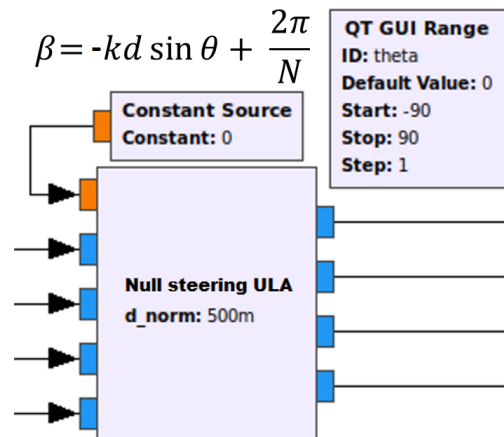 β = -kd sin θ + 2π/N
QT GUI Range
ID: theta
Default Value: 0
Start: -90
Stop: 90
Step: 1
Constant Source
Constant: 0
Null steering ULA
d_norm: 500m